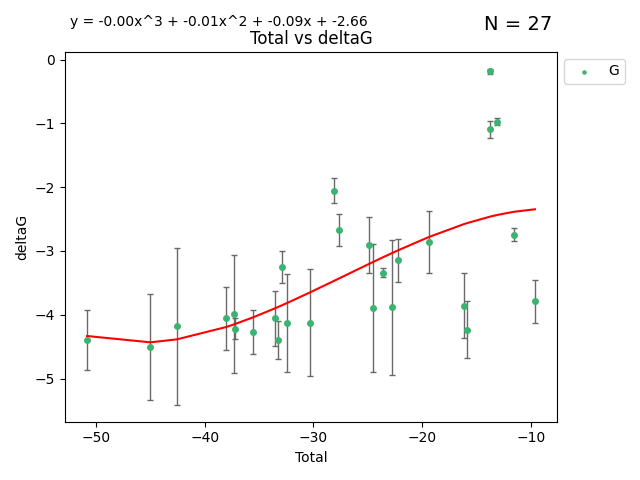 y = -0.00x^3 + -0.01x^2 + -0.09x + -2.66
N = 27
Total vs deltaG
G
0
−1
−2
−3
−4
−5
deltaG
−50
−40
−30
−20
−10
Total